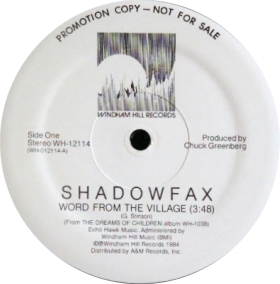 PROMOTION COPY — NOT FOR SALE
WINDHAM HILL RECORDS
Side One
Stereo WH-12114
(WH-012114-A)
Produced by
Chuck Greenberg
SHADOWFAX
WORD FROM THE VILLAGE (3:48)
(G. Stinson)
(From THE DREAMS OF CHILDREN album WH-1038)
Echo Hawk Music. Administered by
Windham Hill Music (BMI)
©℗Windham Hill Records 1984
Distributed by A&M Records, Inc.